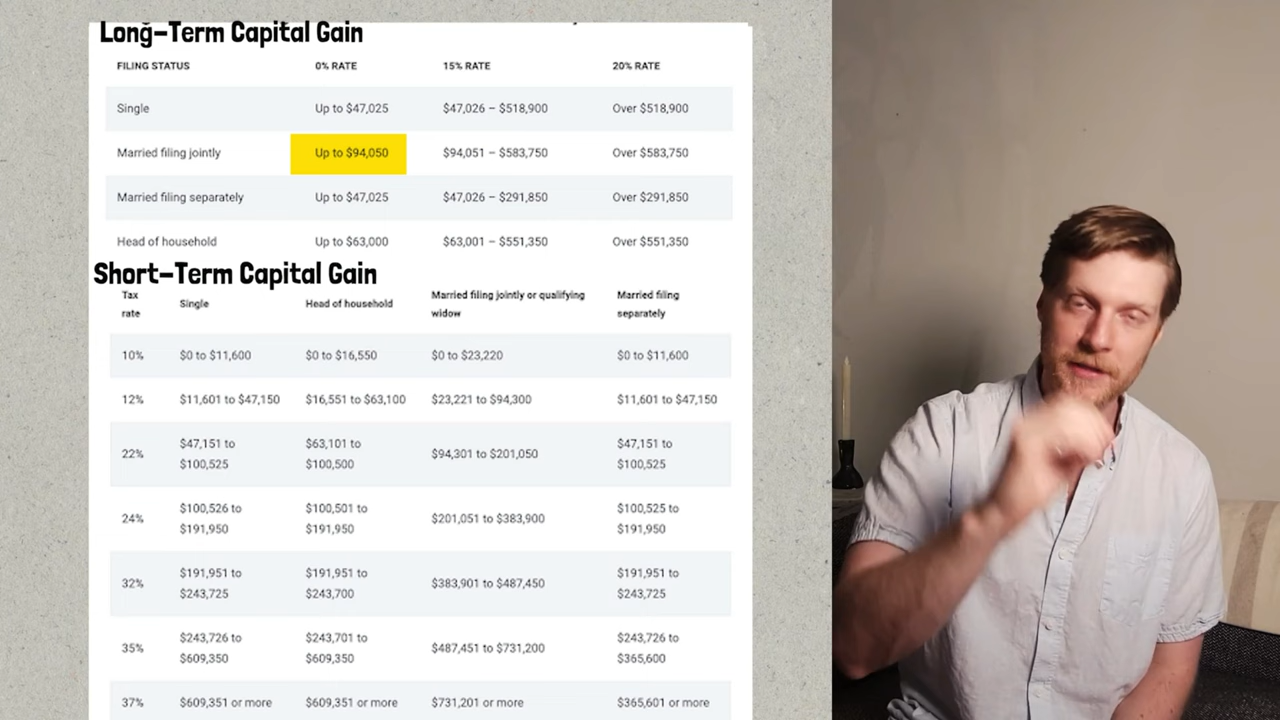 Long-Term Capital Gain
FILING STATUS 0% RATE 15% RATE 20% RATE
Single Up to $47,025 $47,026 – $518,900 Over $518,900
Married filing jointly Up to $94,050 $94,051 – $583,750 Over $583,750
Married filing separately Up to $47,025 $47,026 – $291,850 Over $291,850
Head of household Up to $63,000 $63,001 – $551,350 Over $551,350
Short-Term Capital Gain
Tax rate Single Head of household Married filing jointly or qualifying widow Married filing separately
10% $0 to $11,600 $0 to $16,550 $0 to $23,220 $0 to $11,600
12% $11,601 to $47,150 $16,551 to $63,100 $23,221 to $94,300 $11,601 to $47,150
22% $47,151 to $100,525 $63,101 to $100,500 $94,301 to $201,050 $47,151 to $100,525
24% $100,526 to $191,950 $100,501 to $191,950 $201,051 to $383,900 $100,525 to $191,950
32% $191,951 to $243,725 $191,951 to $243,700 $383,901 to $487,450 $191,951 to $243,725
35% $243,726 to $609,350 $243,701 to $609,350 $487,451 to $731,200 $243,726 to $365,600
37% $609,351 or more $609,351 or more $731,201 or more $365,601 or more